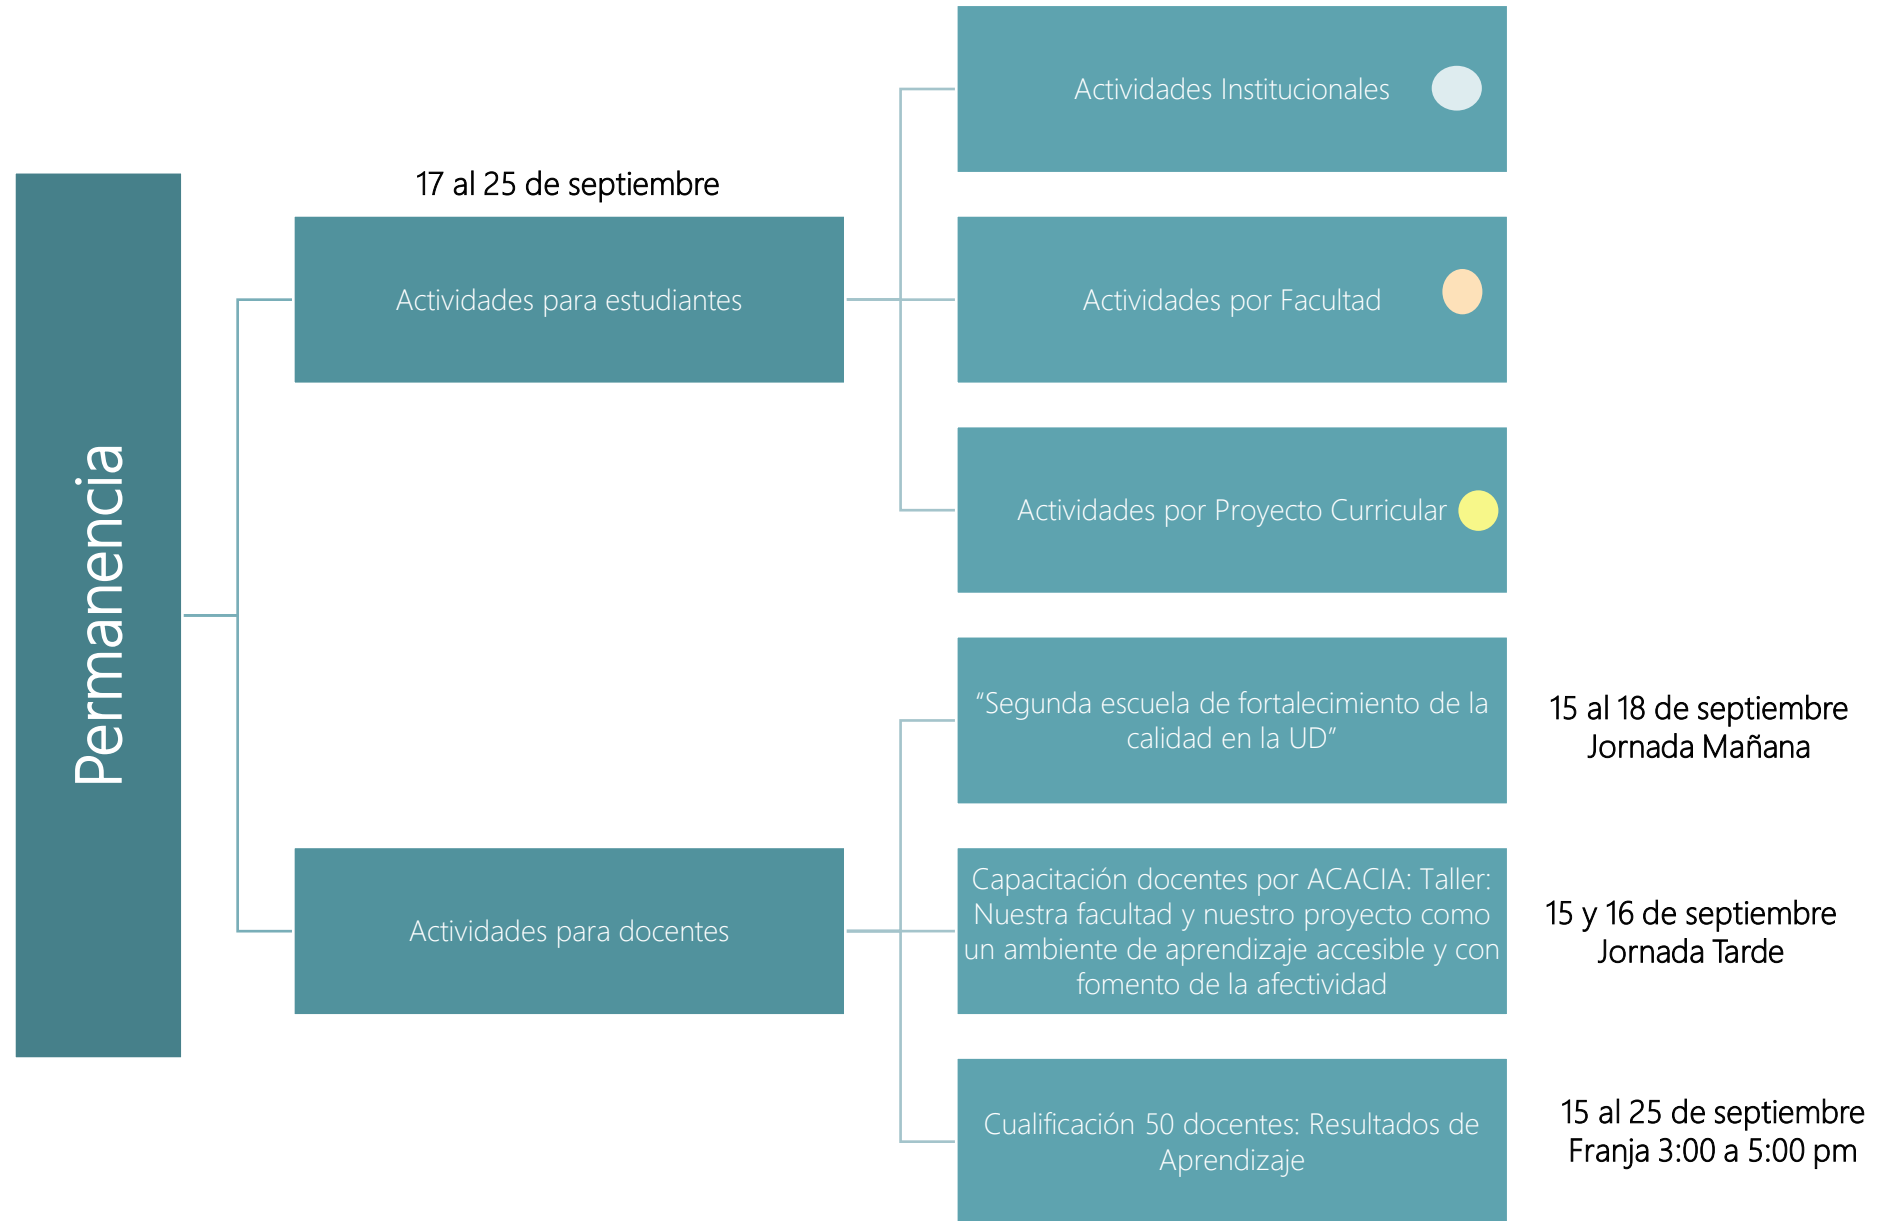 Permanencia
17 al 25 de septiembre
Actividades para estudiantes
Actividades Institucionales
Actividades por Facultad
Actividades por Proyecto Curricular
Actividades para docentes
“Segunda escuela de fortalecimiento de la
calidad en la UD”
15 al 18 de septiembre
Jornada Mañana
Capacitación docentes por ACACIA: Taller:
Nuestra facultad y nuestro proyecto como
un ambiente de aprendizaje accesible y con
fomento de la afectividad
15 y 16 de septiembre
Jornada Tarde
Cualificación 50 docentes: Resultados de
Aprendizaje
15 al 25 de septiembre
Franja 3:00 a 5:00 pm